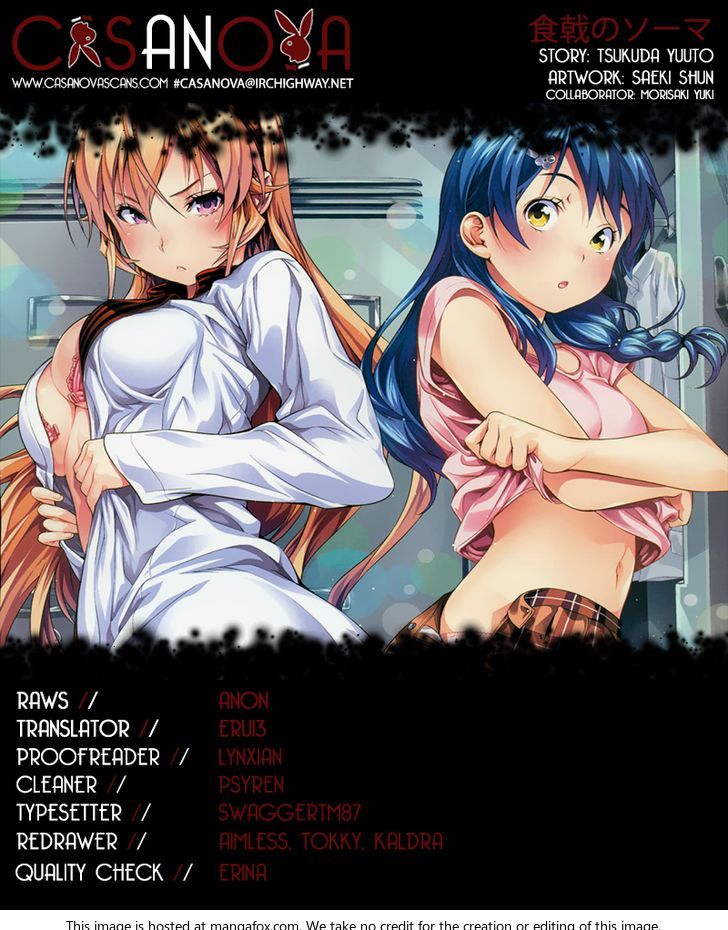 CASANOVA
WWW.CASANOVASCANS.COM #CASANOVA@IRCHIGHWAY.NET
食戟のソーマ
STORY: TSUKUDA YUUTO
ARTWORK: SAEKI SHUN
COLLABORATOR: MORISAKI YUKI
RAWS // ANON
TRANSLATOR // ERU13
PROOFREADER // LYNXIAN
CLEANER // PSYREN
TYPESETTER // SWAGGERTM87
REDRAWER // AIMLESS, TOKKY, KALDRA
QUALITY CHECK // ERINA
This image is hosted at mangafox.com. We take no credit for the creation or editing of this image.